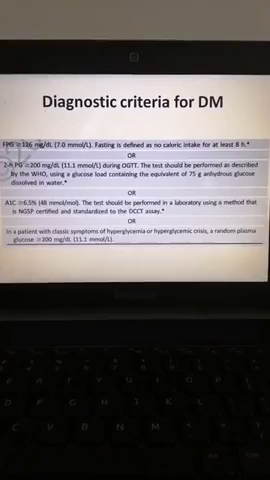 Diagnostic criteria for DM
FPG ≥126 mg/dL (7.0 mmol/L). Fasting is defined as no caloric intake for at least 8 h.*
OR
2-h PG ≥200 mg/dL (11.1 mmol/L) during OGTT. The test should be performed as described
by the WHO, using a glucose load containing the equivalent of 75 g anhydrous glucose
dissolved in water.*
OR
A1C ≥6.5% (48 mmol/mol). The test should be performed in a laboratory using a method that
is NGSP certified and standardized to the DCCT assay.*
OR
In a patient with classic symptoms of hyperglycemia or hyperglycemic crisis, a random plasma
glucose ≥200 mg/dL (11.1 mmol/L).
E R T Y U I O P
D F G H J K L
C V B N M